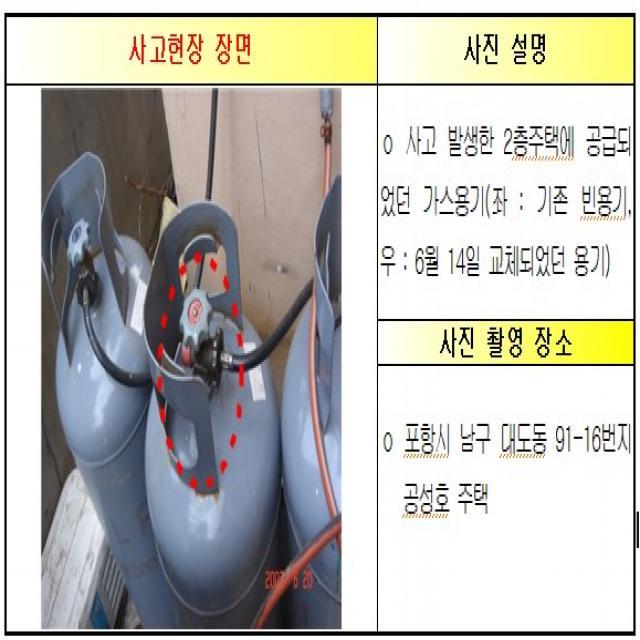 사고현장 장면
사진 설명
ο 사고 발생한 2층주택에 공급되
었던 가스용기(좌 : 기존 빈용기,
우 : 6월 14일 교체되었던 용기)
사진 촬영 장소
ο 포항시 남구 대도동 91-16번지
공성호 주택